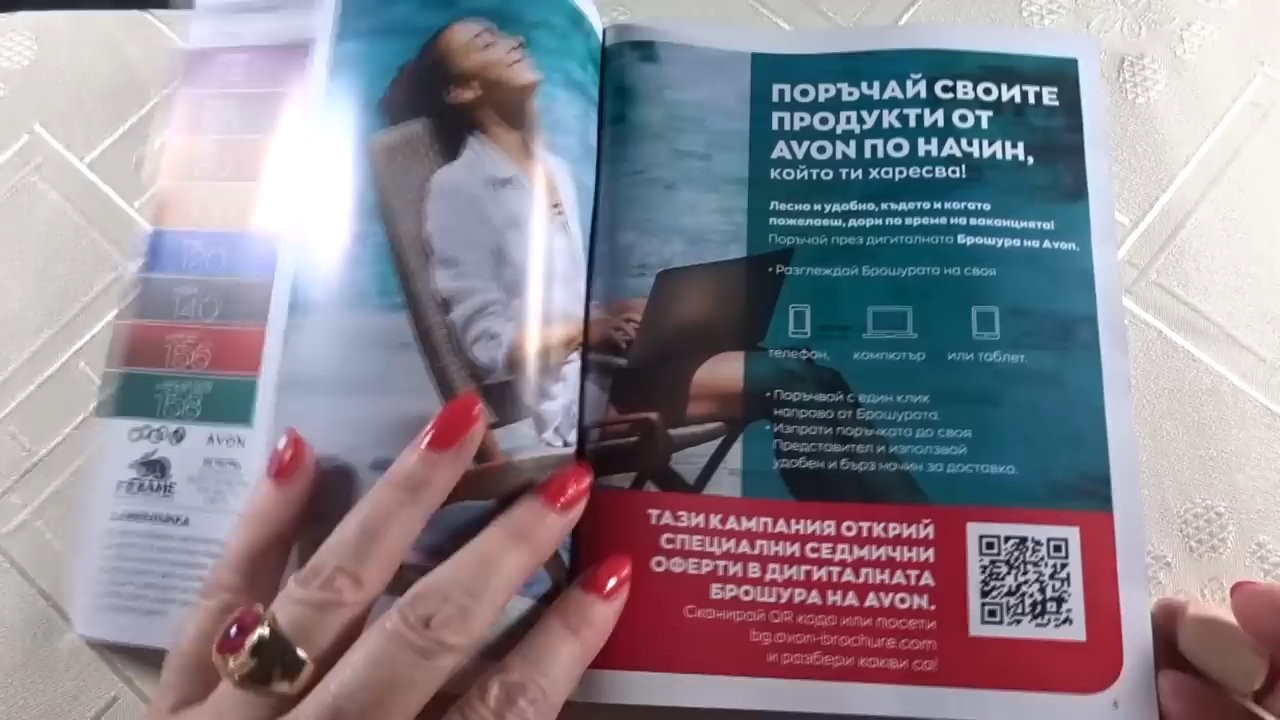 120
140
156
158
AVON
ПОРЪЧАЙ СВОИТЕ
ПРОДУКТИ ОТ
AVON ПО НАЧИН,
който ти харесва!
Лесно и удобно, където и когато
пожелаеш, дори по време на ваканцията!
Поръчай през дигиталната Брошура на Avon.
• Разглеждай Брошурата на своя
телефон,
компютър
или таблет.
• Поръчвай с един клик
направо от Брошурата.
• Изпрати поръчката до своя
Представител и използвай
удобен и бърз начин за доставка.
ТАЗИ КАМПАНИЯ ОТКРИЙ
СПЕЦИАЛНИ СЕДМИЧНИ
ОФЕРТИ В ДИГИТАЛНАТА
БРОШУРА НА AVON.
Сканирай QR кода или посети
bg.avon-brochure.com
и разбери какви са!